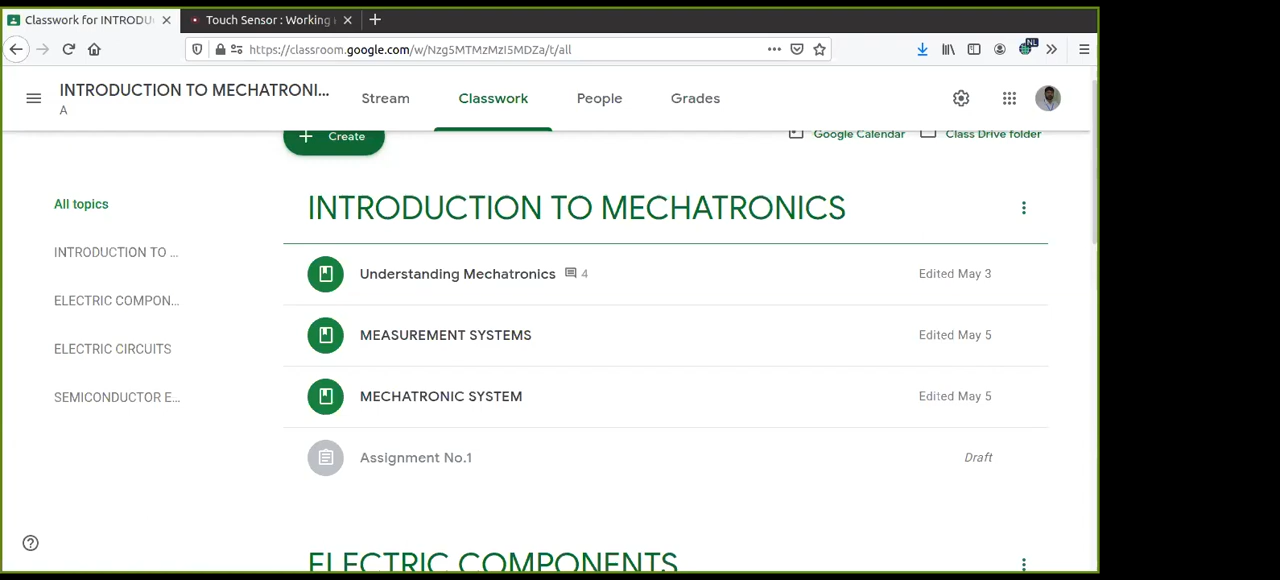 Classwork for INTRODU
Touch Sensor : Working
https://classroom.google.com/w/Nzg5MTMzMzI5MDZa/t/all
NL
INTRODUCTION TO MECHATRONI...
A
Stream
Classwork
People
Grades
Create
Google Calendar
Class Drive folder
All topics
INTRODUCTION TO ...
ELECTRIC COMPON...
ELECTRIC CIRCUITS
SEMICONDUCTOR E...
INTRODUCTION TO MECHATRONICS
Understanding Mechatronics 4 Edited May 3
MEASUREMENT SYSTEMS Edited May 5
MECHATRONIC SYSTEM Edited May 5
Assignment No.1 Draft
ELECTRIC COMPONENTS